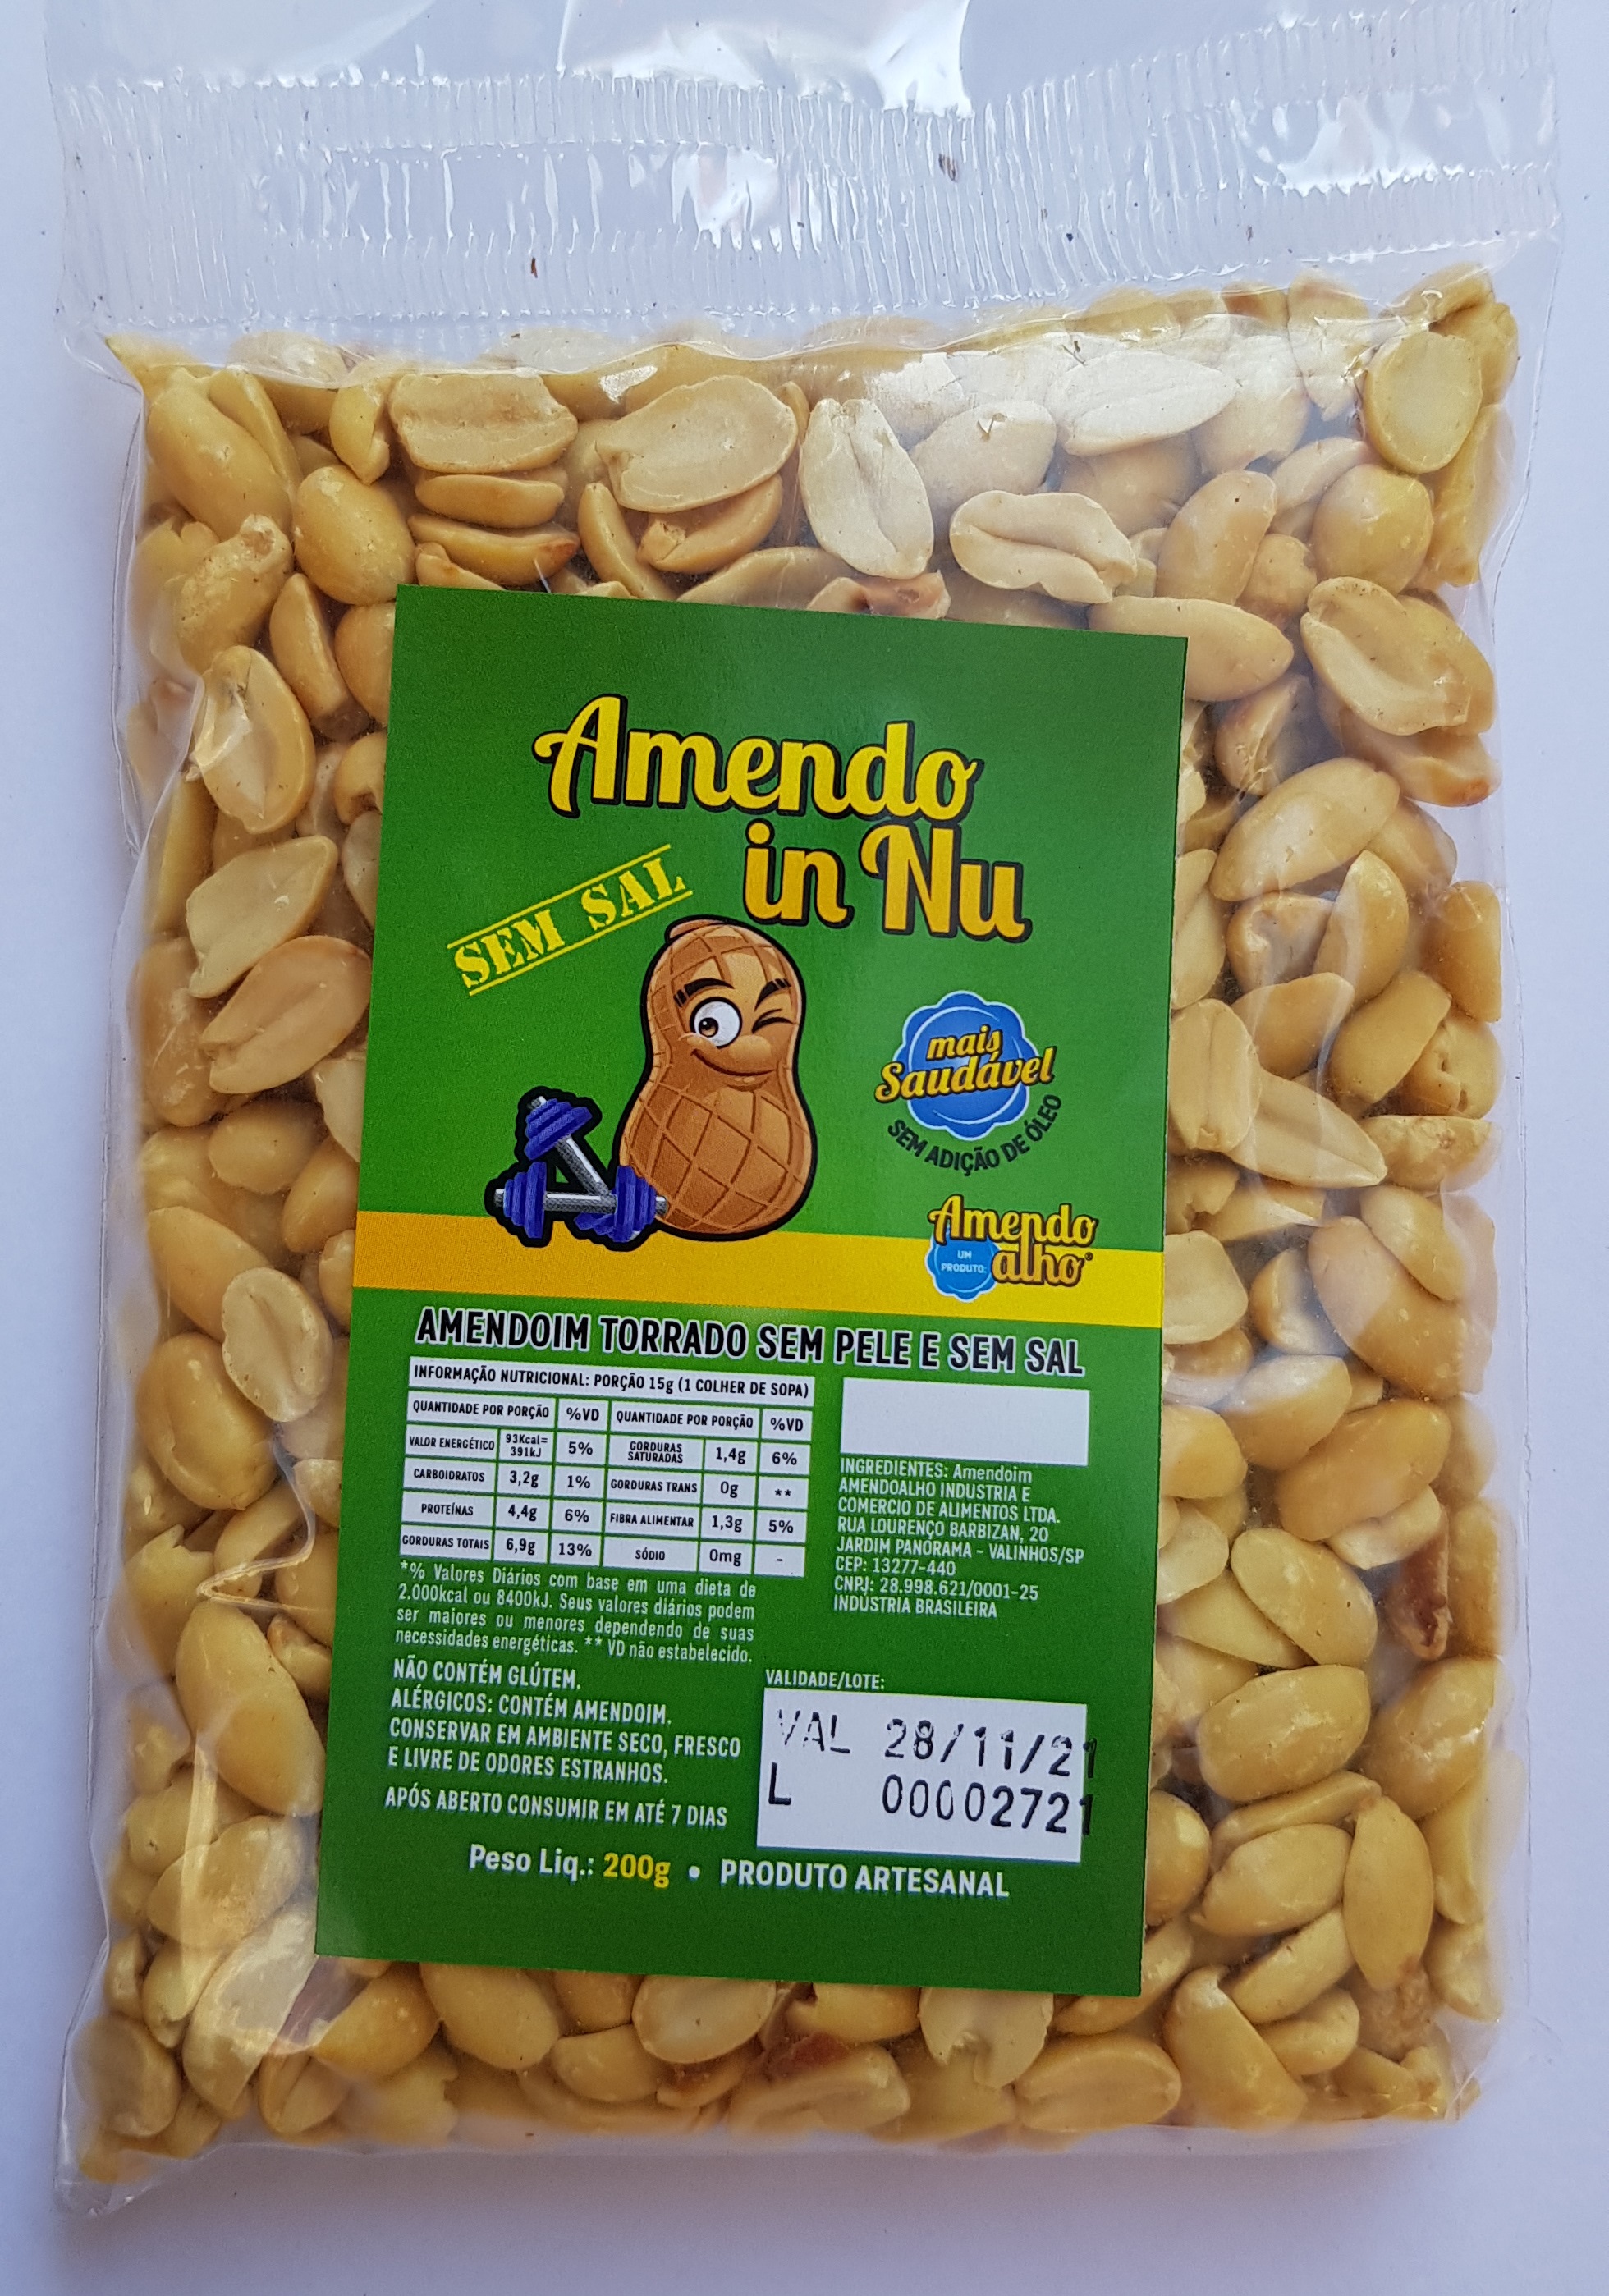 Amendo
in Nu
SEM SAL
mais
Saudável
SEM ADIÇÃO DE ÓLEO
Amendo
alho®
UM
PRODUTO:
AMENDOIM TORRADO SEM PELE E SEM SAL
INFORMAÇÃO NUTRICIONAL: PORÇÃO 15g (1 COLHER DE SOPA)
QUANTIDADE POR PORÇÃO %VD QUANTIDADE POR PORÇÃO %VD
VALOR ENERGÉTICO 93Kcal= 391kJ 5% GORDURAS SATURADAS 1,4g 6%
CARBOIDRATOS 3,2g 1% GORDURAS TRANS 0g **
PROTEÍNAS 4,4g 6% FIBRA ALIMENTAR 1,3g 5%
GORDURAS TOTAIS 6,9g 13% SÓDIO 0mg -
*% Valores Diários com base em uma dieta de
2.000kcal ou 8400kJ. Seus valores diários podem
ser maiores ou menores dependendo de suas
necessidades energéticas. ** VD não estabelecido.
INGREDIENTES: Amendoim
AMENDOALHO INDUSTRIA E
COMERCIO DE ALIMENTOS LTDA.
RUA LOURENÇO BARBIZAN, 20
JARDIM PANORAMA - VALINHOS/SP
CEP: 13277-440
CNPJ: 28.998.621/0001-25
INDÚSTRIA BRASILEIRA
NÃO CONTÉM GLÚTEM.
ALÉRGICOS: CONTÉM AMENDOIM.
CONSERVAR EM AMBIENTE SECO, FRESCO
E LIVRE DE ODORES ESTRANHOS.
APÓS ABERTO CONSUMIR EM ATÉ 7 DIAS
VALIDADE/LOTE:
VAL 28/11/21
L 00002721
Peso Liq.: 200g • PRODUTO ARTESANAL